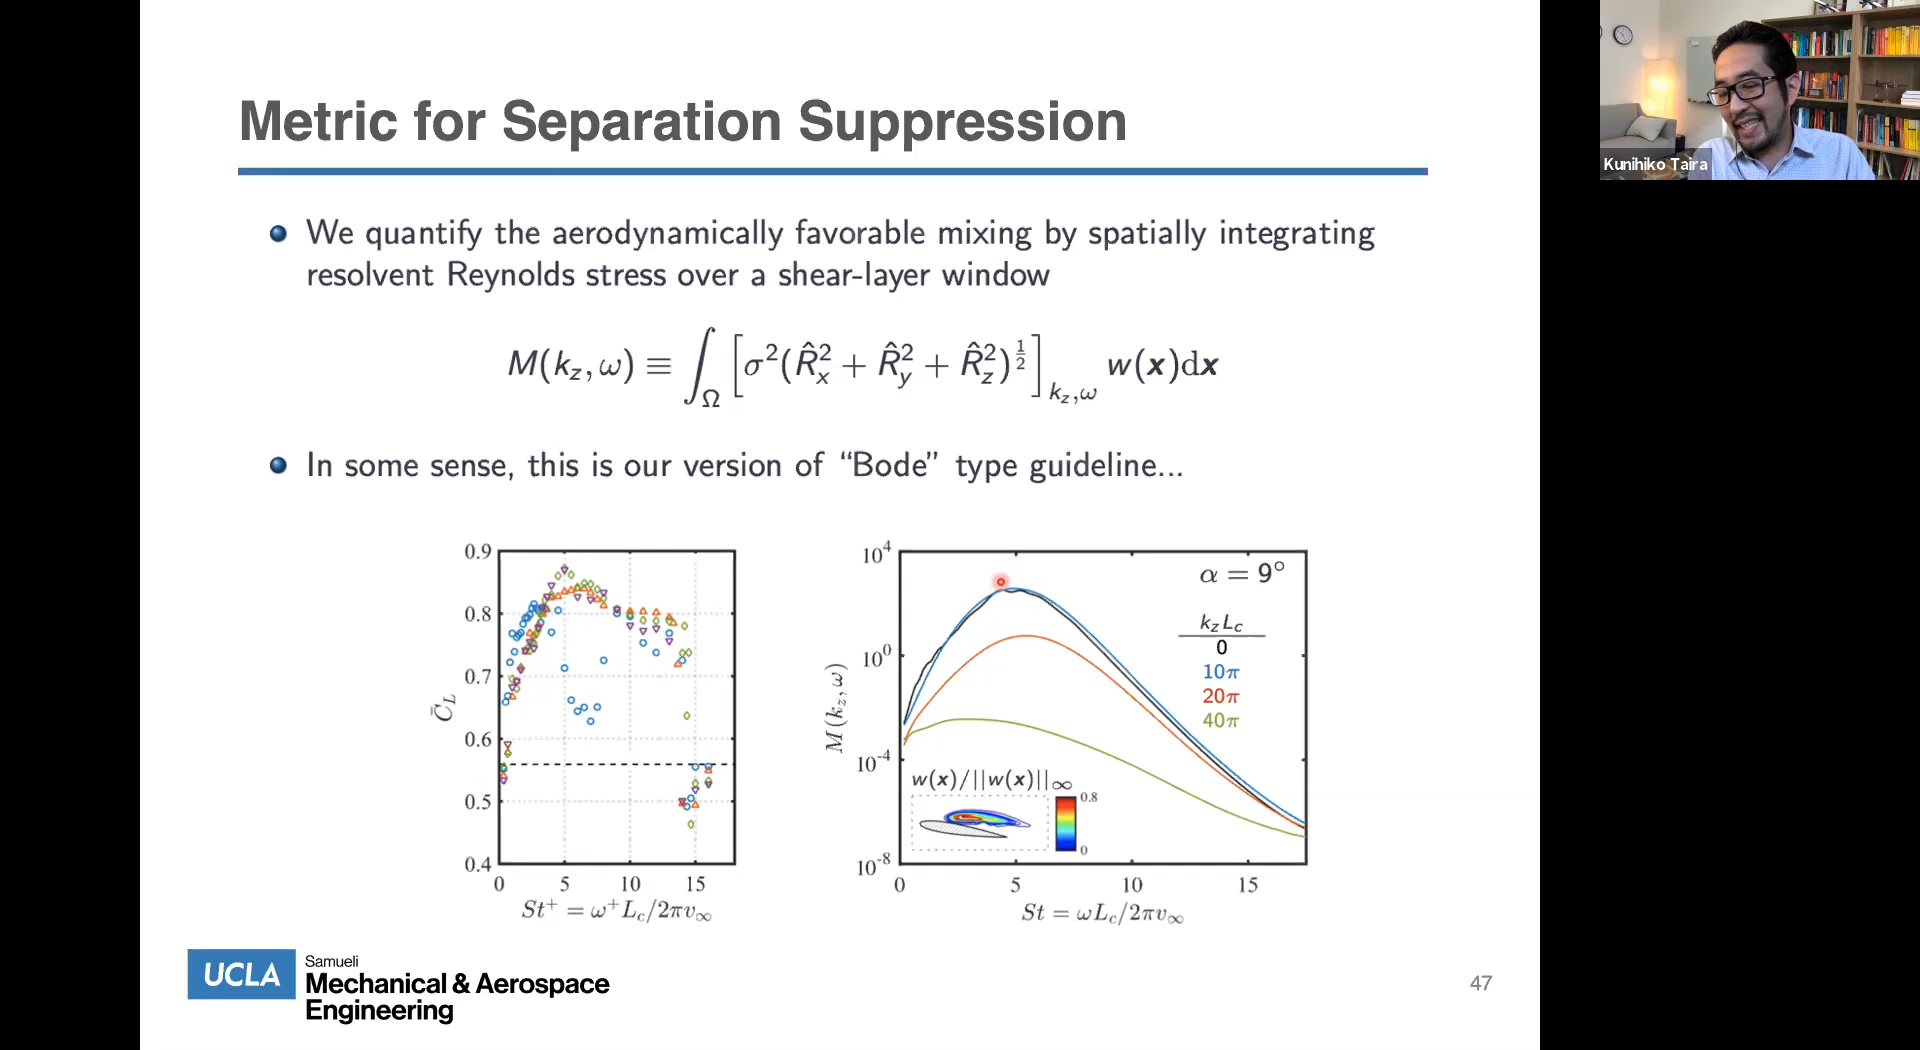 Metric for Separation Suppression
Kunihiko Taira
We quantify the aerodynamically favorable mixing by spatially integrating
resolvent Reynolds stress over a shear-layer window
M(k_z, ω) ≡ ∫_Ω [σ²(R̂_x² + R̂_y² + R̂_z²)^{1/2}]_{k_z,ω} w(x)dx
In some sense, this is our version of “Bode” type guideline...
0.9
0.8
0.7
0.6
0.5
0.4
C̄_L
0 5 10 15
St⁺ = ω⁺L_c/2πv_∞
10⁴
10⁰
10⁻⁴
10⁻⁸
M(k_z, ω)
α = 9°
k_z L_c
0
10π
20π
40π
w(x)/||w(x)||_∞
0.8
0
0 5 10 15
St = ωL_c/2πv_∞
UCLA
Samueli
Mechanical & Aerospace
Engineering
47